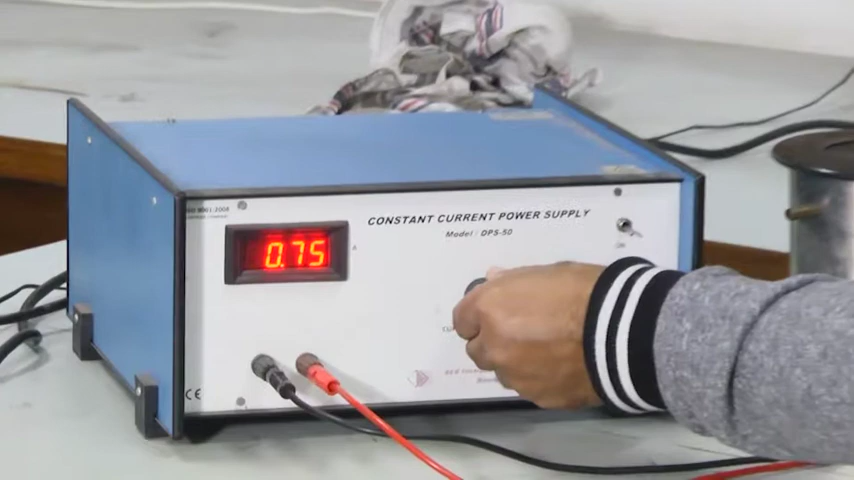 CONSTANT CURRENT POWER SUPPLY
Model : DPS-50
0.75
A
CE